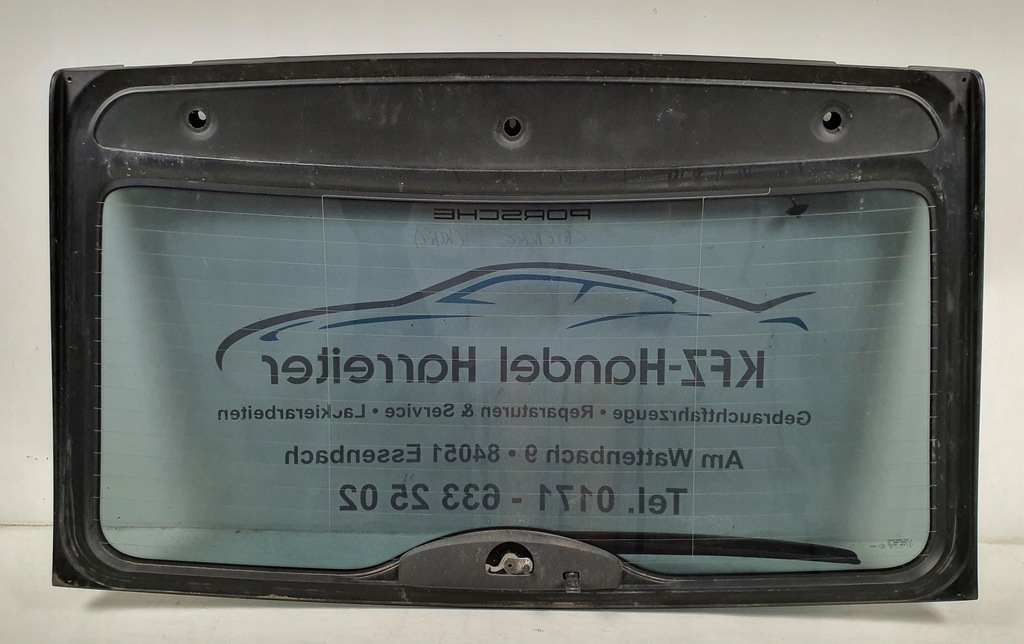 PORSCHE
KFZ-Handel Harreiter
Gebrauchtfahrzeuge • Reparaturen & Service • Lackierarbeiten
Am Wattenbach 9 • 84051 Essenbach
Tel. 0171 - 633 25 02